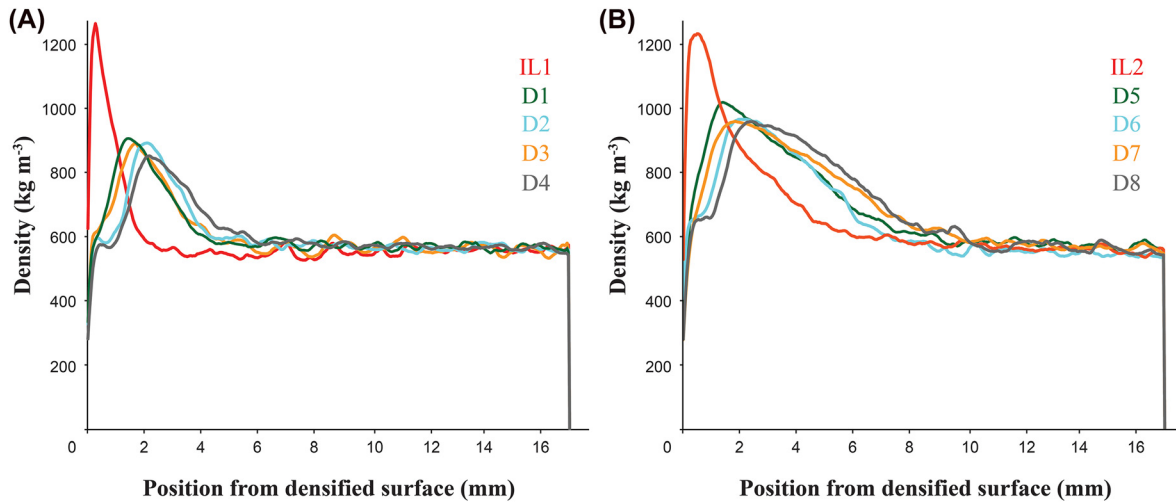 (A)
Density (kg m⁻³)
1200
1000
800
600
400
200
0
2
4
6
8
10
12
14
16
Position from densified surface (mm)
IL1
D1
D2
D3
D4
(B)
Density (kg m⁻³)
1200
1000
800
600
400
200
0
2
4
6
8
10
12
14
16
Position from densified surface (mm)
IL2
D5
D6
D7
D8